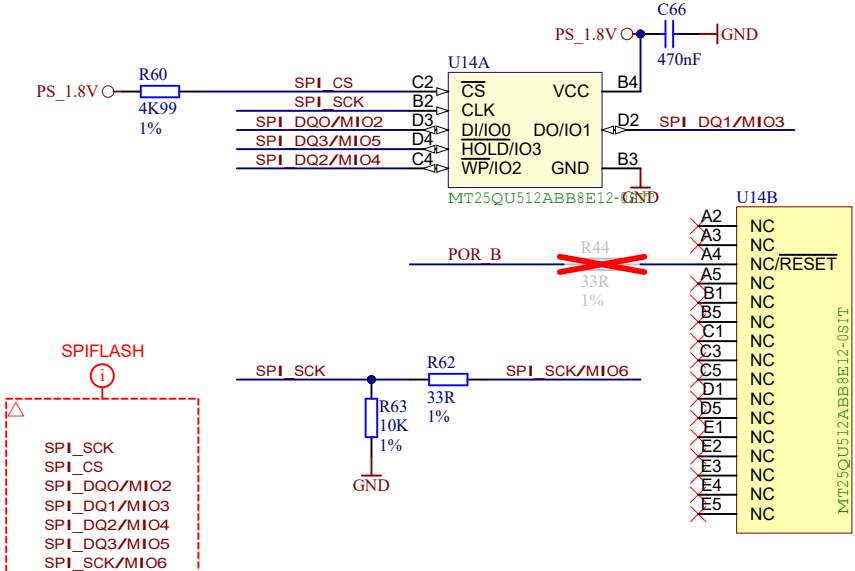 C66
PS_1.8V
GND
470nF
R60
PS_1.8V
4K99
1%
U14A
SPI_CS
C2
CS
VCC
B4
SPI_SCK
B2
CLK
SPI_DQ0/MIO2
D3
DI/IO0
DO/IO1
D2
SPI_DQ1/MIO3
SPI_DQ3/MIO5
D4
HOLD/IO3
SPI_DQ2/MIO4
C4
WP/IO2
GND
B3
MT25QU512ABB8E12-0SIT
GND
U14B
A2
NC
A3
NC
POR_B
R44
33R
1%
A4
NC/RESET
A5
NC
B1
NC
B5
NC
C1
NC
C3
NC
C5
NC
D1
NC
D5
NC
E1
NC
E2
NC
E3
NC
E4
NC
E5
NC
MT25QU512ABB8E12-0SIT
SPI_SCK
R62
33R
1%
SPI_SCK/MIO6
R63
10K
1%
GND
SPIFLASH
i
SPI_SCK
SPI_CS
SPI_DQ0/MIO2
SPI_DQ1/MIO3
SPI_DQ2/MIO4
SPI_DQ3/MIO5
SPI_SCK/MIO6